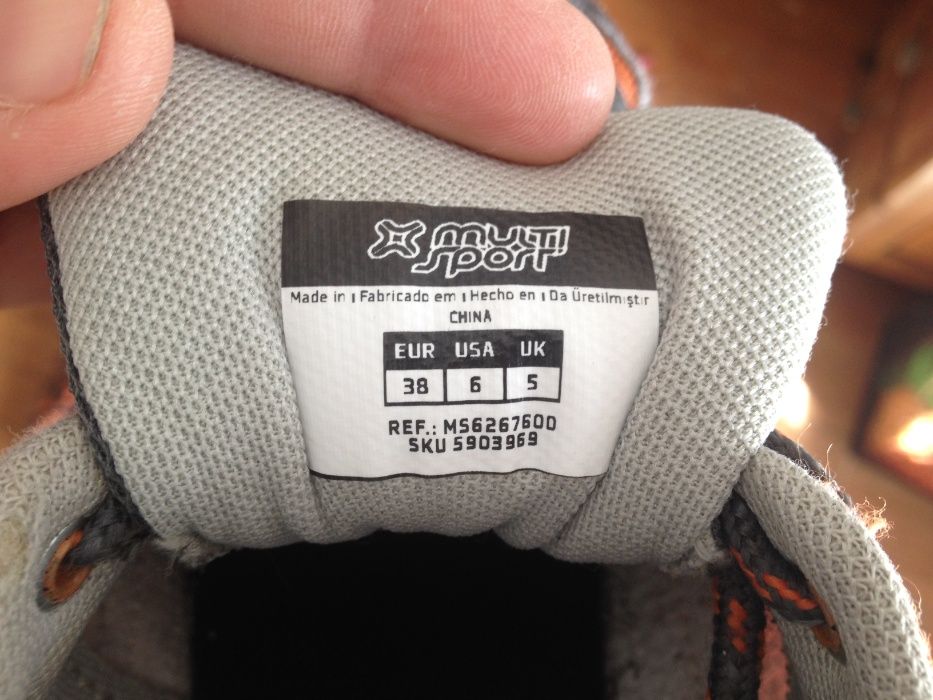 MULTI
SPORT
Made in ı Fabricado em ı Hecho en ı Da Üretilmıştır
CHINA
EUR USA UK
38 6 5
REF.: MS6267600
SKU 5903969